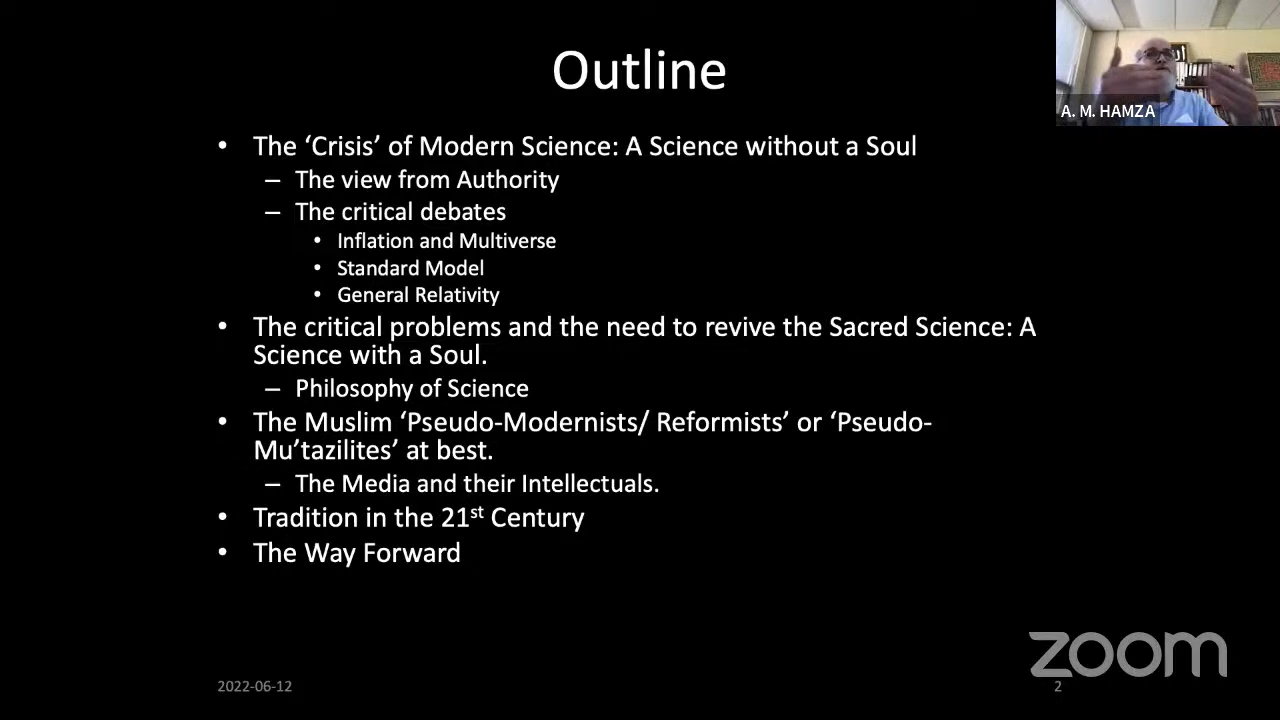 Outline
A. M. HAMZA
• The ‘Crisis’ of Modern Science: A Science without a Soul
– The view from Authority
– The critical debates
• Inflation and Multiverse
• Standard Model
• General Relativity
• The critical problems and the need to revive the Sacred Science: A
Science with a Soul.
– Philosophy of Science
• The Muslim ‘Pseudo-Modernists/ Reformists’ or ‘Pseudo-
Mu’tazilites’ at best.
– The Media and their Intellectuals.
• Tradition in the 21st Century
• The Way Forward
zoom
2022-06-12
2